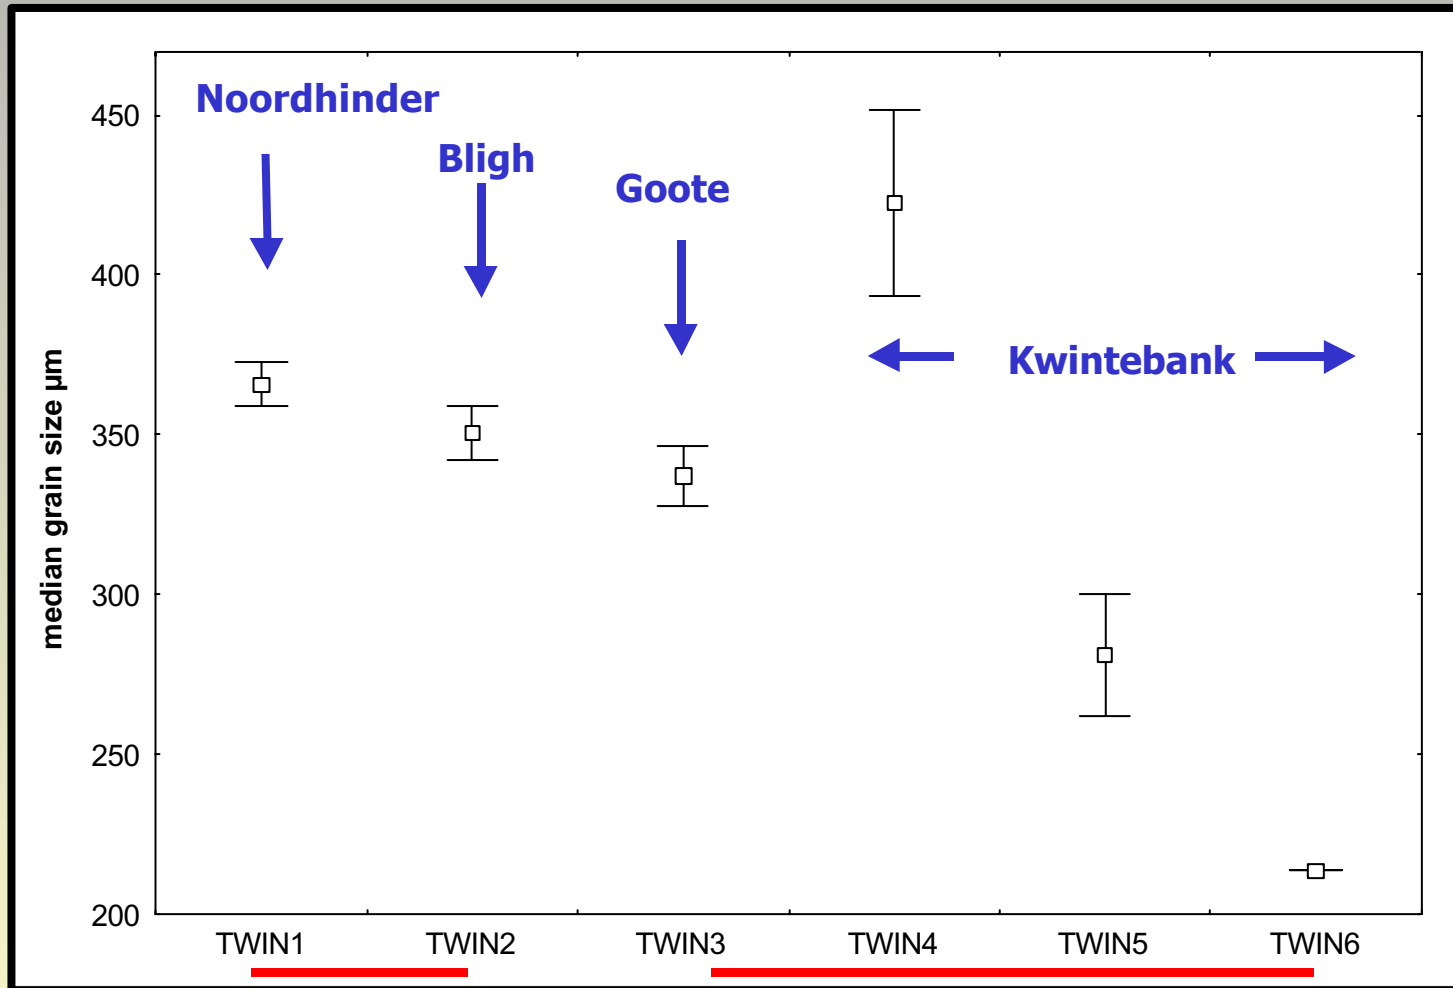 Noordhinder
Bligh
Goote
Kwintebank
median grain size µm
450
400
350
300
250
200
TWIN1 TWIN2 TWIN3 TWIN4 TWIN5 TWIN6